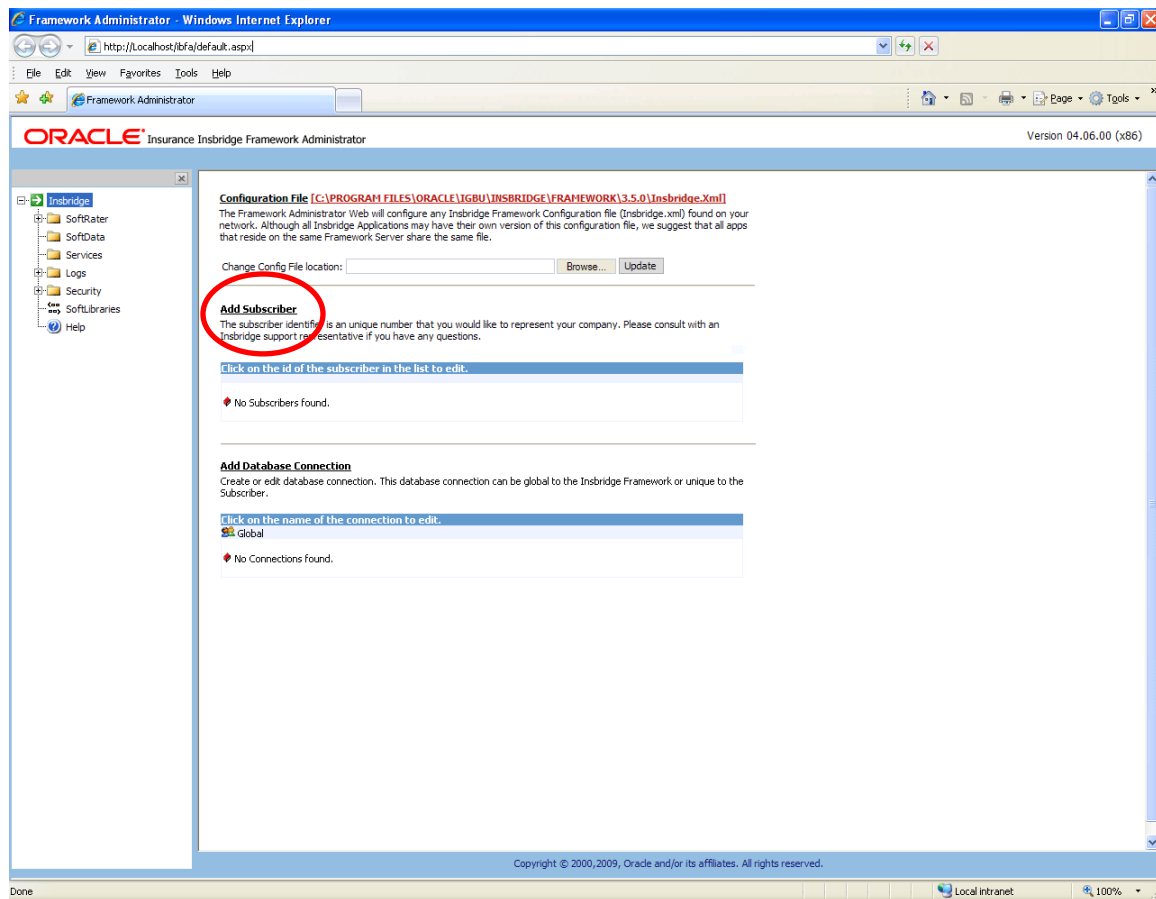 Framework Administrator - Windows Internet Explorer
http://Localhost/ibfa/default.aspx
File Edit View Favorites Tools Help
Framework Administrator
Page Tools
ORACLE Insurance Insbridge Framework Administrator
Version 04.06.00 (x86)
Insbridge
SoftRater
SoftData
Services
Logs
Security
SoftLibraries
Help
Configuration File [C:\PROGRAM FILES\ORACLE\IGBU\INSBRIDGE\FRAMEWORK\3.5.0\Insbridge.Xml]
The Framework Administrator Web will configure any Insbridge Framework Configuration file (Insbridge.xml) found on your
network. Although all Insbridge Applications may have their own version of this configuration file, we suggest that all apps
that reside on the same Framework Server share the same file.
Change Config File location: Browse... Update
Add Subscriber
The subscriber identifier is an unique number that you would like to represent your company. Please consult with an
Insbridge support representative if you have any questions.
Click on the id of the subscriber in the list to edit.
No Subscribers found.
Add Database Connection
Create or edit database connection. This database connection can be global to the Insbridge Framework or unique to the
Subscriber.
Click on the name of the connection to edit.
Global
No Connections found.
Copyright © 2000,2009, Oracle and/or its affiliates. All rights reserved.
Done
Local intranet
100%